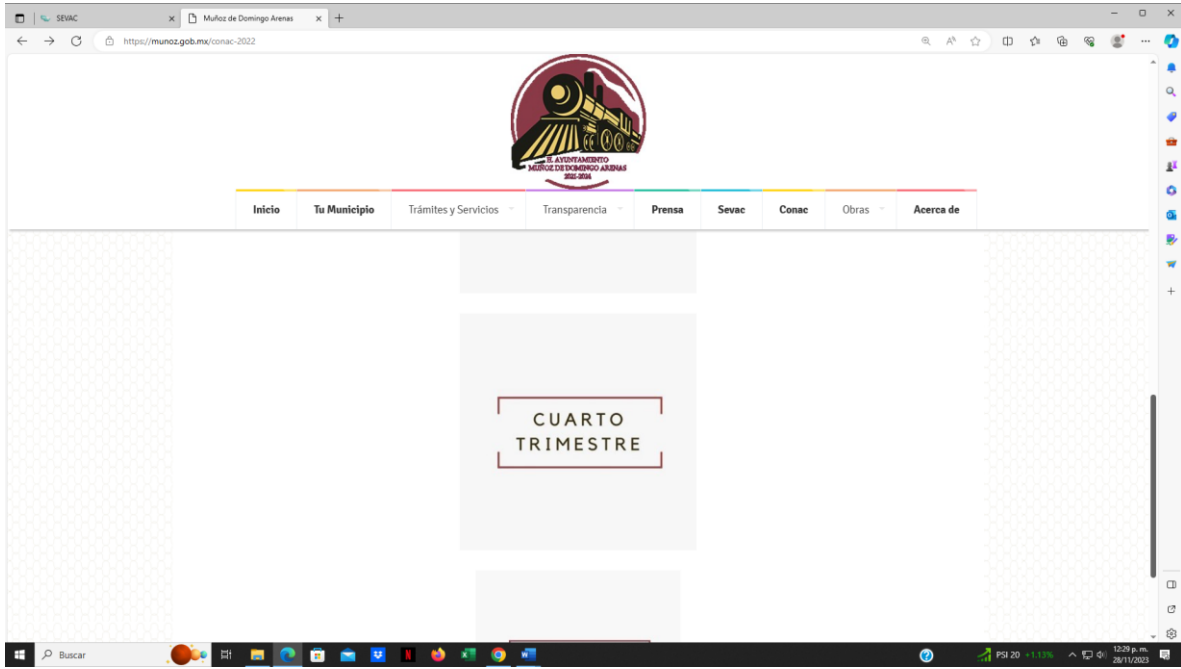 SEVAC
Muñoz de Domingo Arenas
https://munoz.gob.mx/conac-2022
H. AYUNTAMIENTO
MUÑOZ DE DOMINGO ARENAS
2021-2024
Inicio Tu Municipio Trámites y Servicios Transparencia Prensa Sevac Conac Obras Acerca de
CUARTO
TRIMESTRE
Buscar
PSI 20 +1.13%
12:29 p. m.
28/11/2023